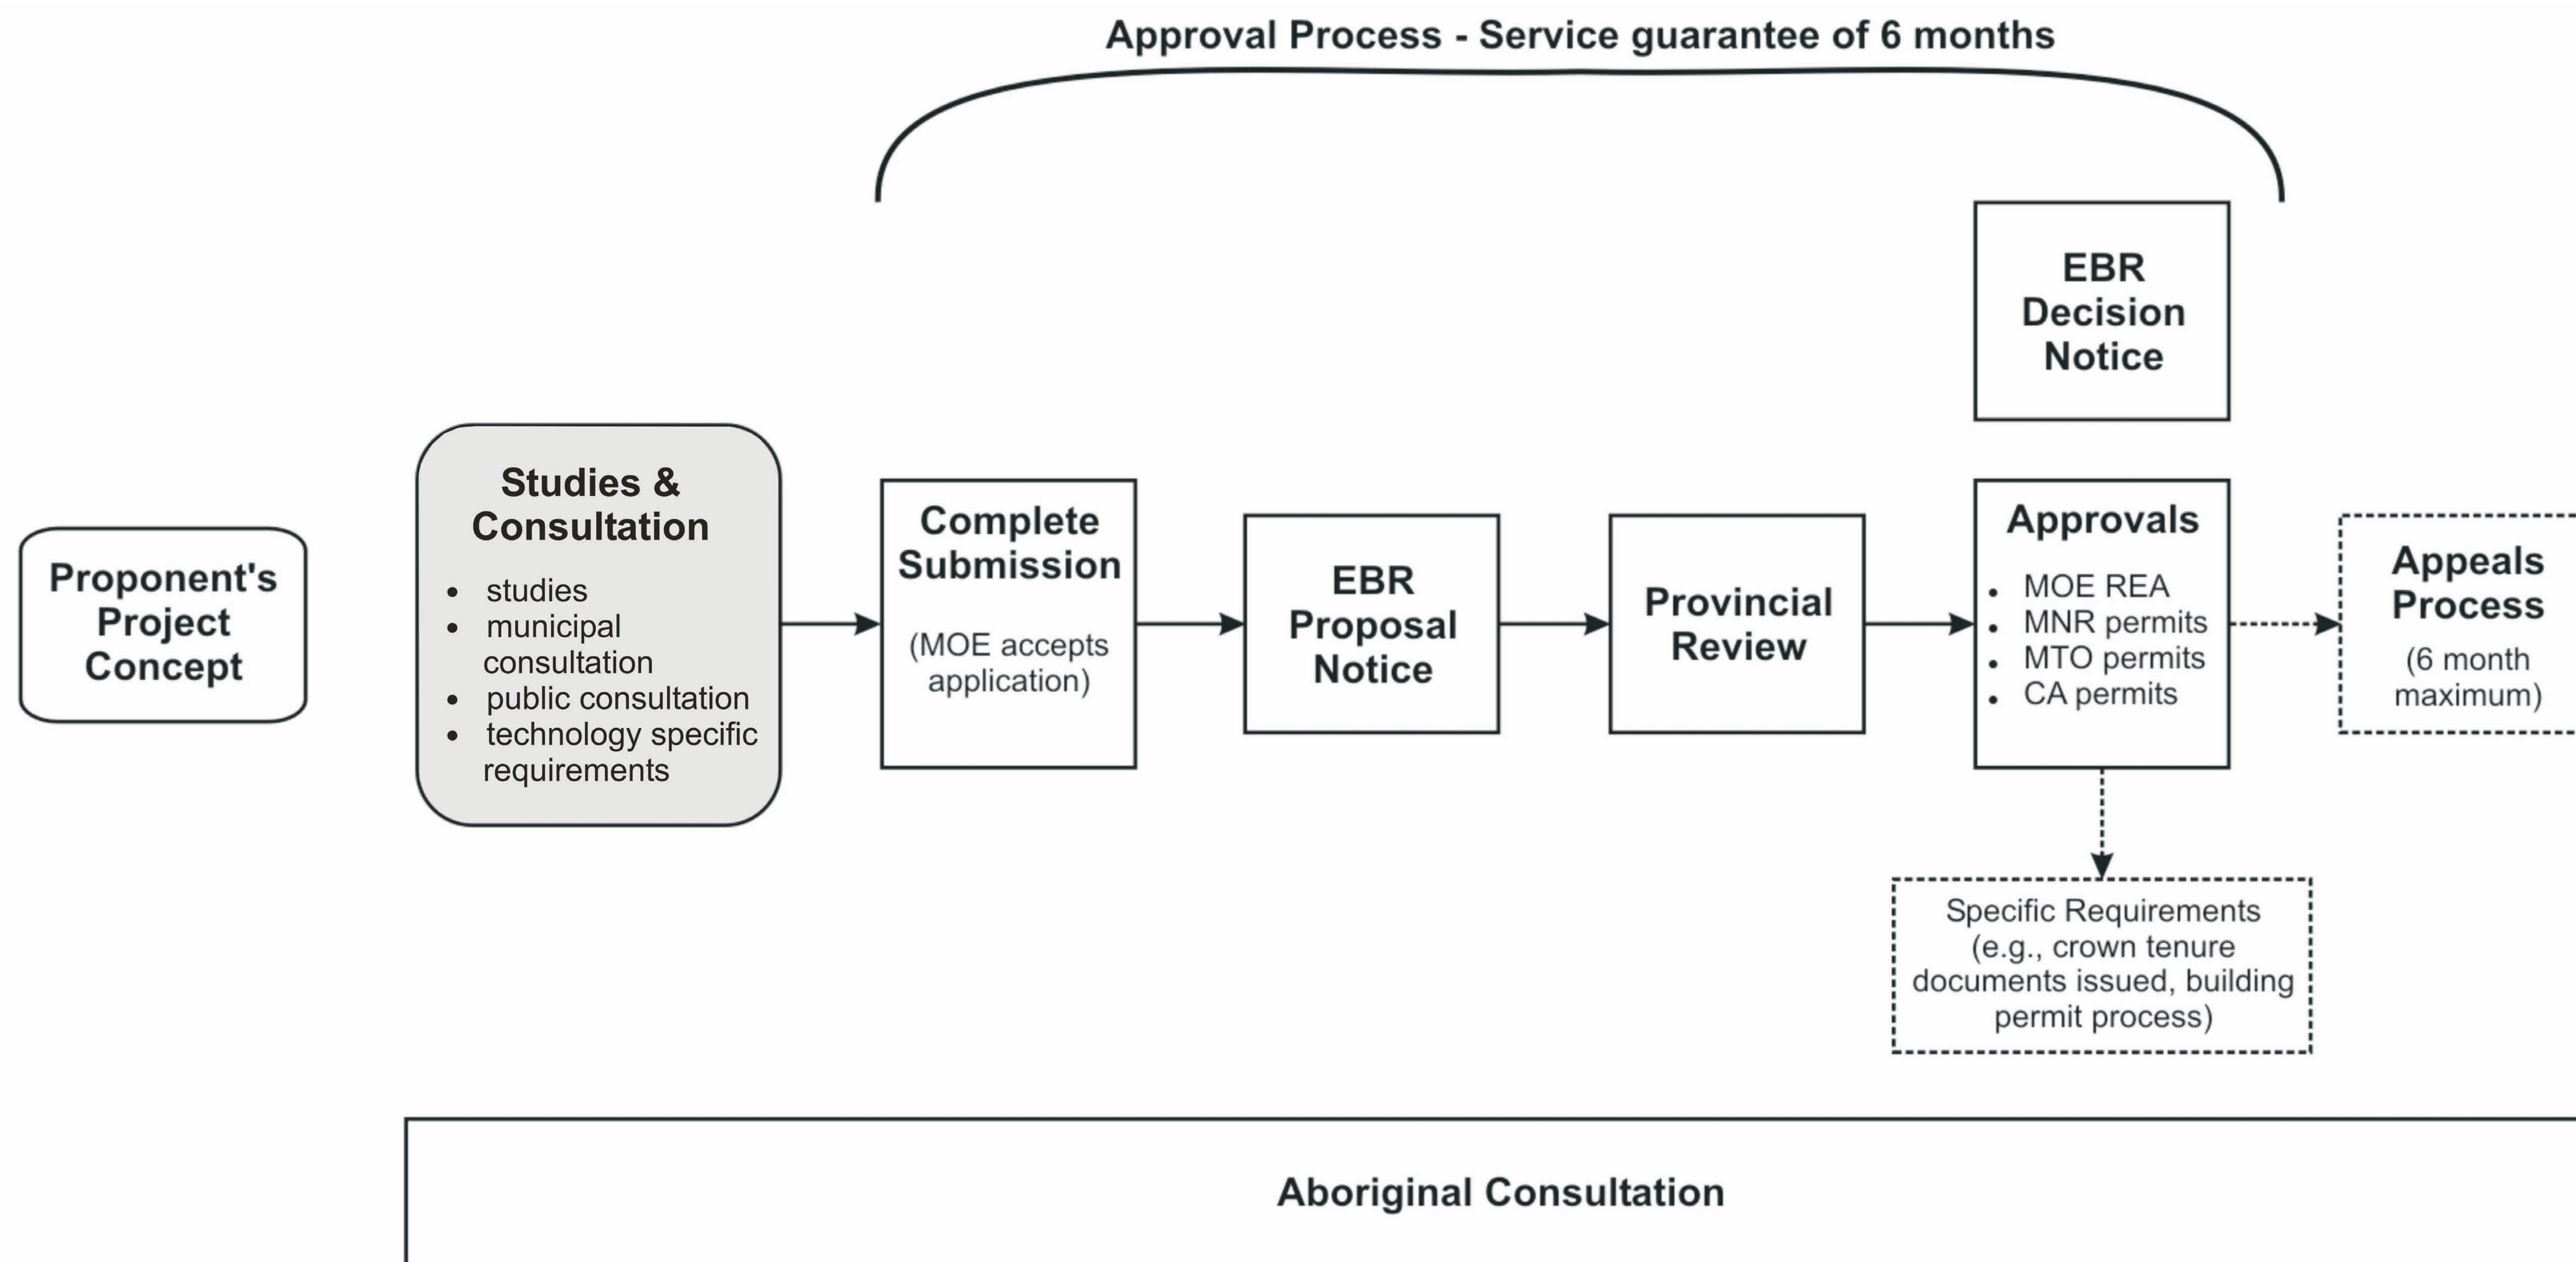 Approval Process - Service guarantee of 6 months
EBR
Decision
Notice
Proponent's
Project
Concept
Studies &
Consultation
• studies
• municipal
consultation
• public consultation
• technology specific
requirements
Complete
Submission
(MOE accepts
application)
EBR
Proposal
Notice
Provincial
Review
Approvals
• MOE REA
• MNR permits
• MTO permits
• CA permits
Appeals
Process
(6 month
maximum)
Specific Requirements
(e.g., crown tenure
documents issued, building
permit process)
Aboriginal Consultation